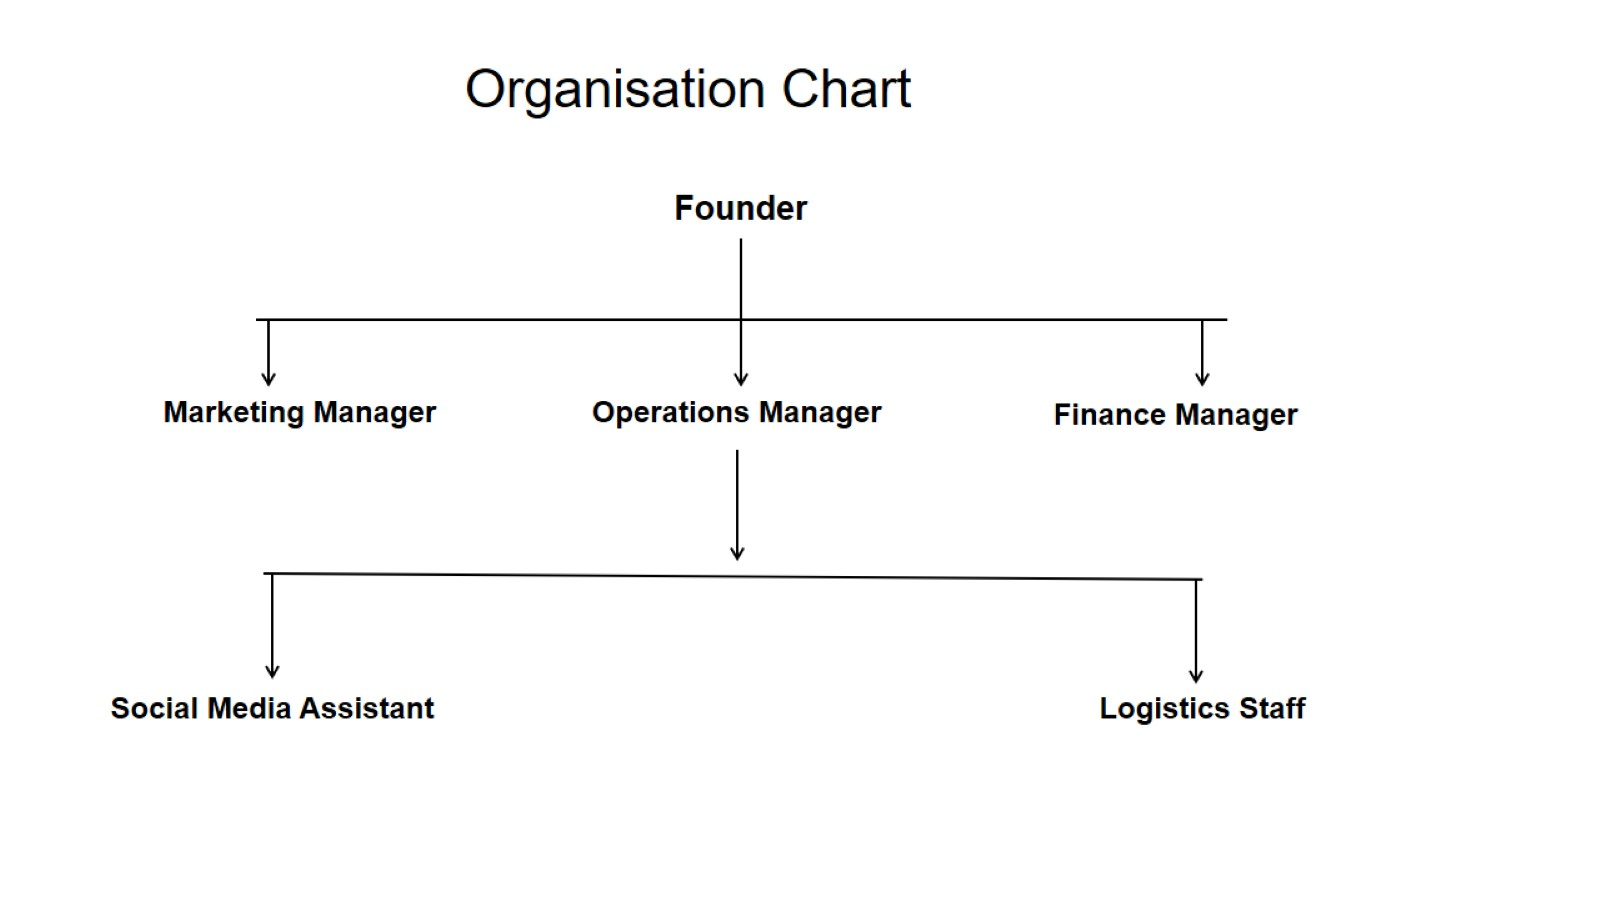 Organisation Chart
Founder
Marketing Manager
Operations Manager
Finance Manager
Social Media Assistant
Logistics Staff